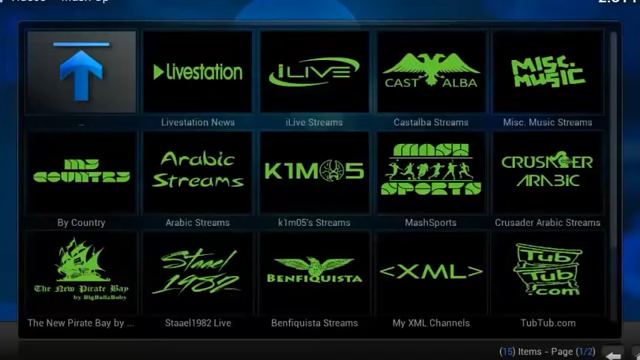 Livestation
iLIVE
CAST ALBA
MISC.
MUSIC
..
Livestation News
iLive Streams
Castalba Streams
Misc. Music Streams
MY
COUNTRY
Arabic
Streams
K1M05
MASH
SPORTS
CRUSADER
ARABIC
By Country
Arabic Streams
k1m05's Streams
MashSports
Crusader Arabic Streams
The New Pirate Bay
by BigBallaBoby
Staael
1982
BENFIQUISTA
<XML>
Tub
Tub
.com
The New Pirate Bay by ...
Staael1982 Live
Benfiquista Streams
My XML Channels
TubTub.com
(15) Items - Page (1/2)